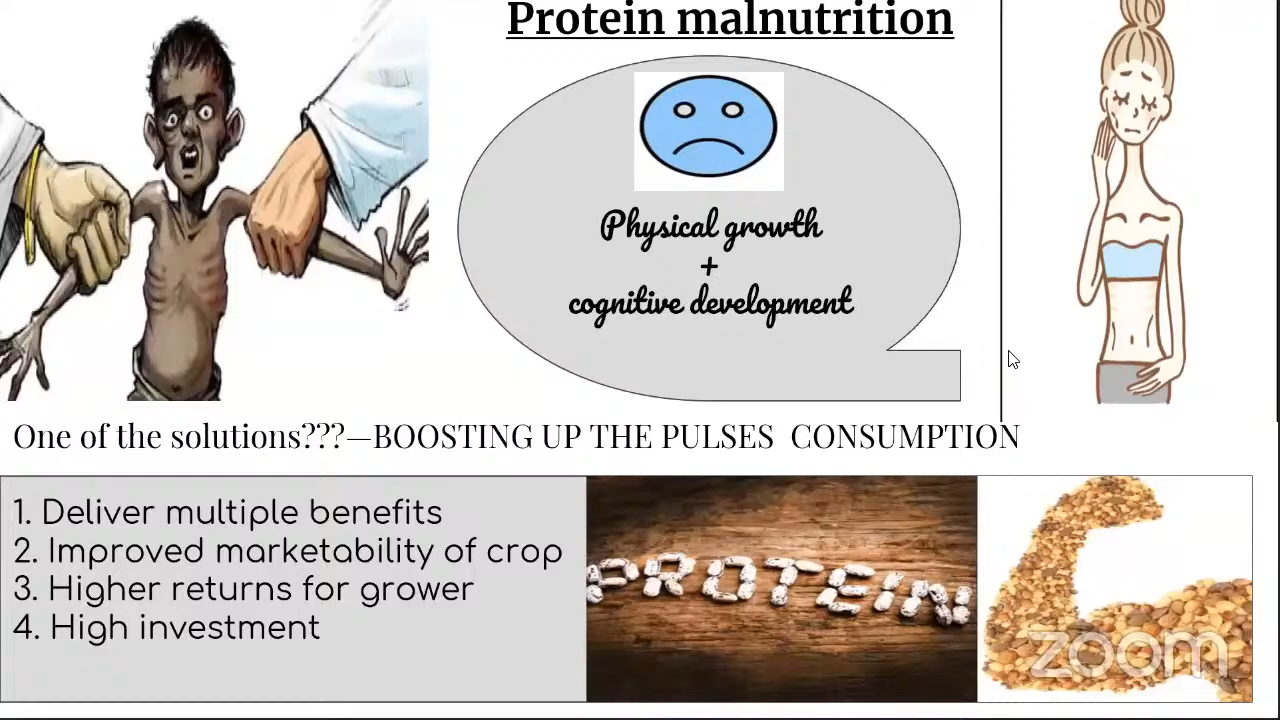 Protein malnutrition
Physical growth
+
cognitive development
One of the solutions???—BOOSTING UP THE PULSES CONSUMPTION
1. Deliver multiple benefits
2. Improved marketability of crop
3. Higher returns for grower
4. High investment
PROTEIN
zoom